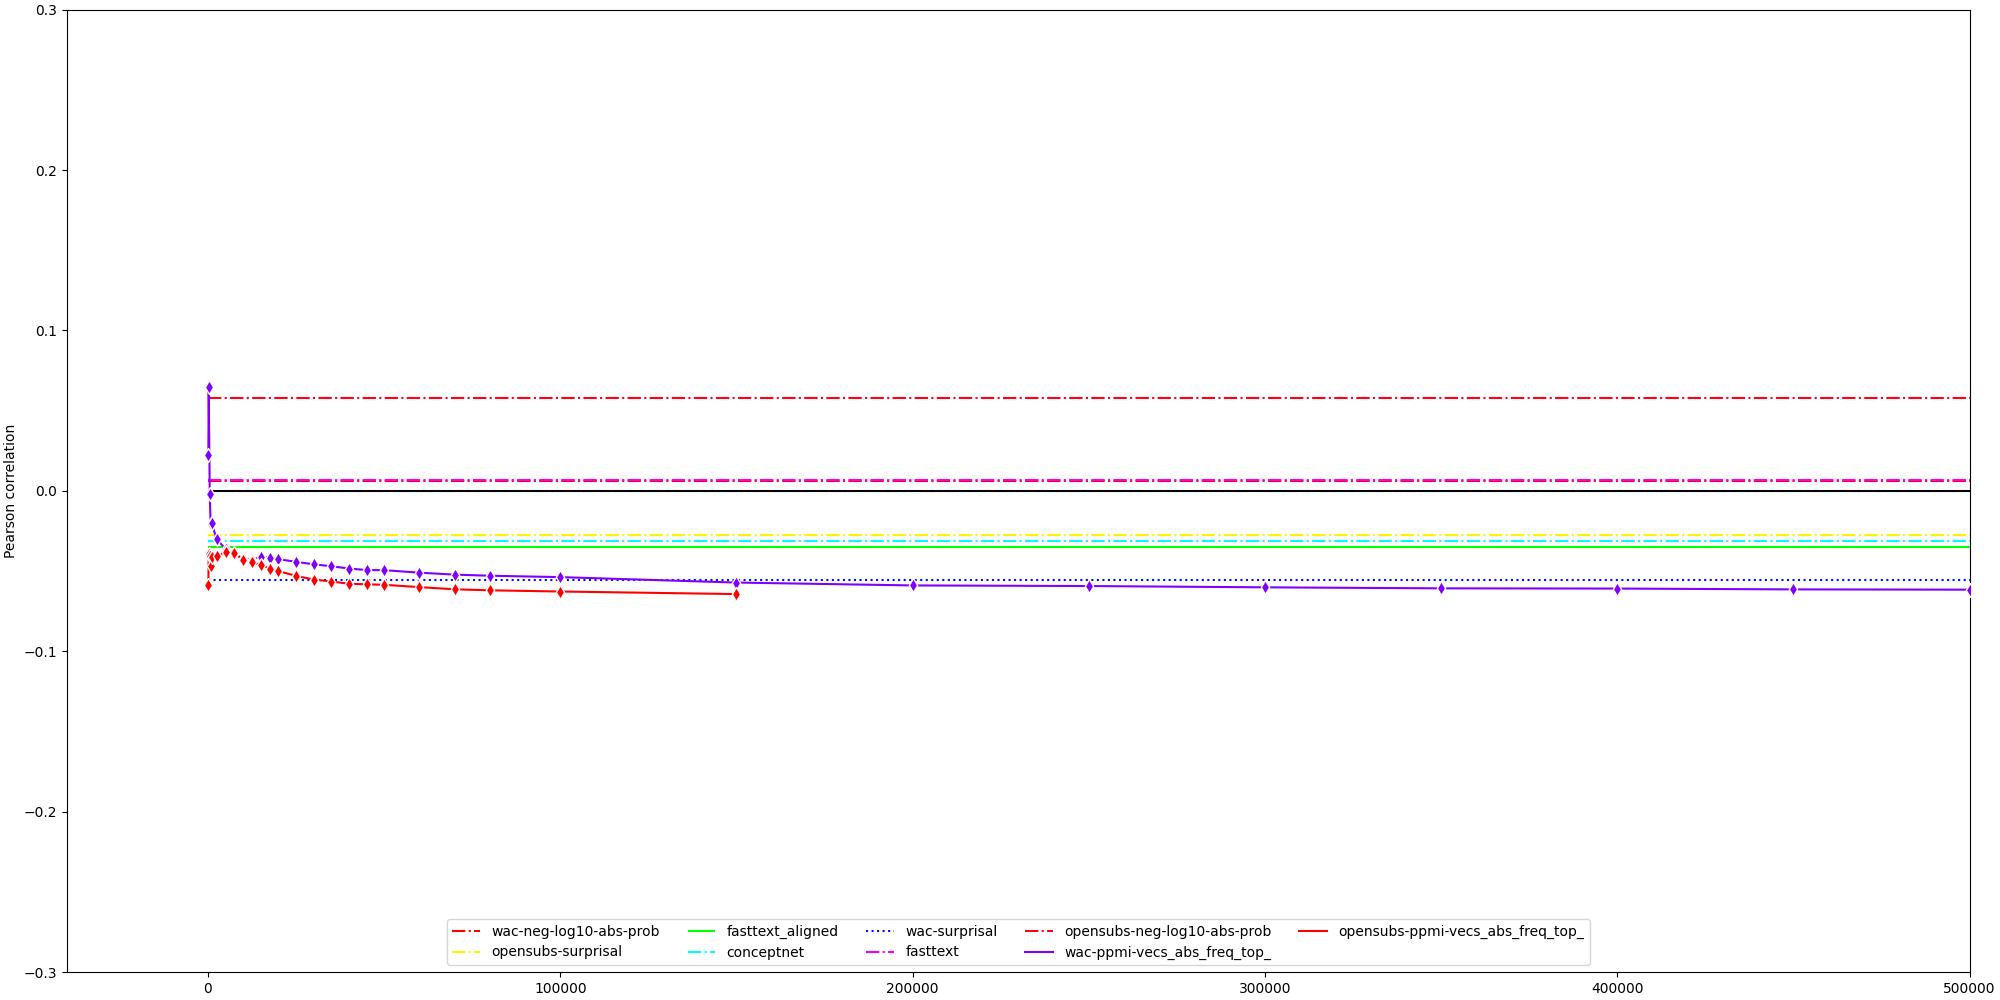 0.3
0.2
0.1
0.0
−0.1
−0.2
−0.3
Pearson correlation
wac-neg-log10-abs-prob
opensubs-surprisal
fasttext_aligned
conceptnet
wac-surprisal
fasttext
opensubs-neg-log10-abs-prob
wac-ppmi-vecs_abs_freq_top_
opensubs-ppmi-vecs_abs_freq_top_
0 100000 200000 300000 400000 500000